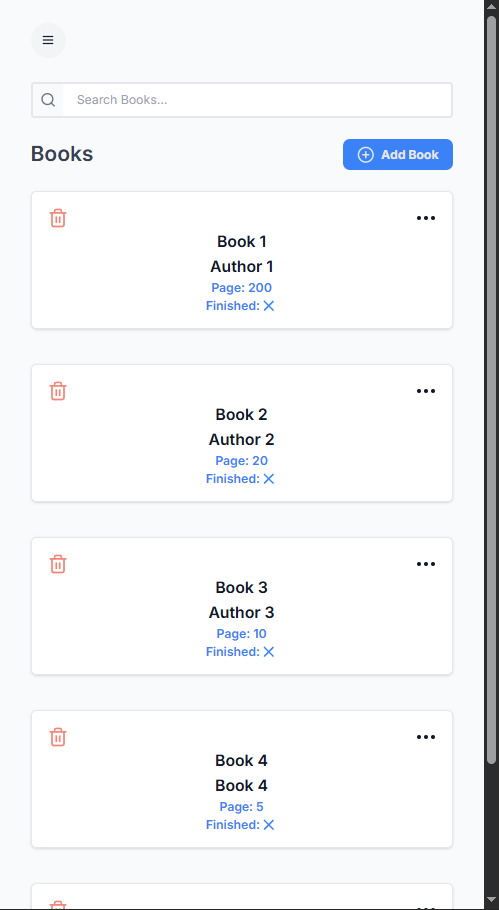 Search Books...
Books
Add Book
Book 1
Author 1
Page: 200
Finished:
Book 2
Author 2
Page: 20
Finished:
Book 3
Author 3
Page: 10
Finished:
Book 4
Book 4
Page: 5
Finished: